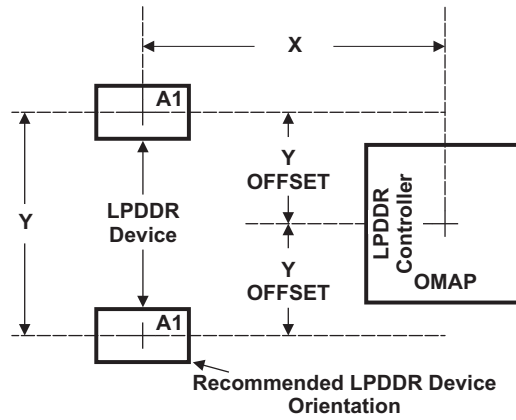 X
A1
Y
OFFSET
Y
LPDDR
Device
LPDDR
Controller
OMAP
Y
OFFSET
A1
Recommended LPDDR Device
Orientation